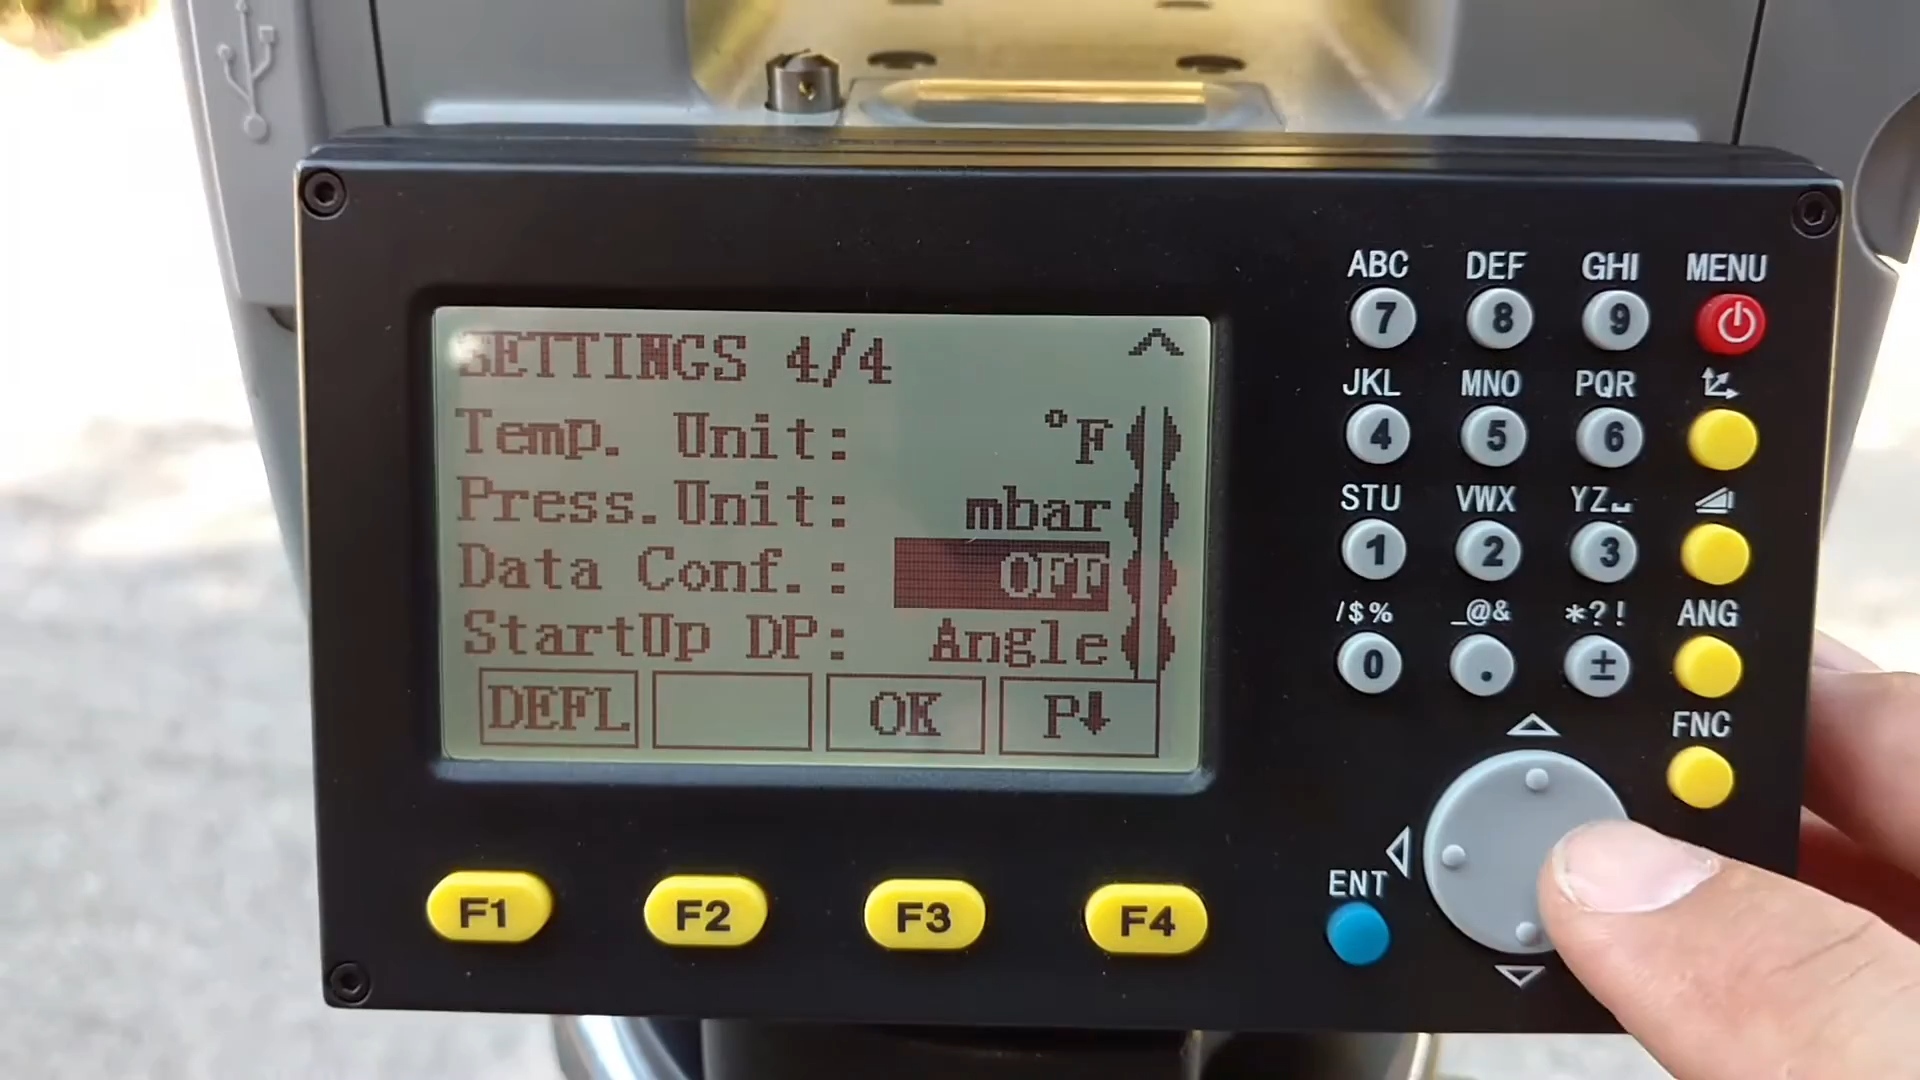 SETTINGS 4/4
Temp. Unit: °F
Press.Unit: mbar
Data Conf.: OFF
StartUp DP: Angle
DEFL OK P↓
ABC DEF GHI MENU
7 8 9
JKL MNO PQR
4 5 6
STU VWX YZ␣
1 2 3
/$% _@& *?! ANG
0 . ±
FNC
ENT
F1 F2 F3 F4